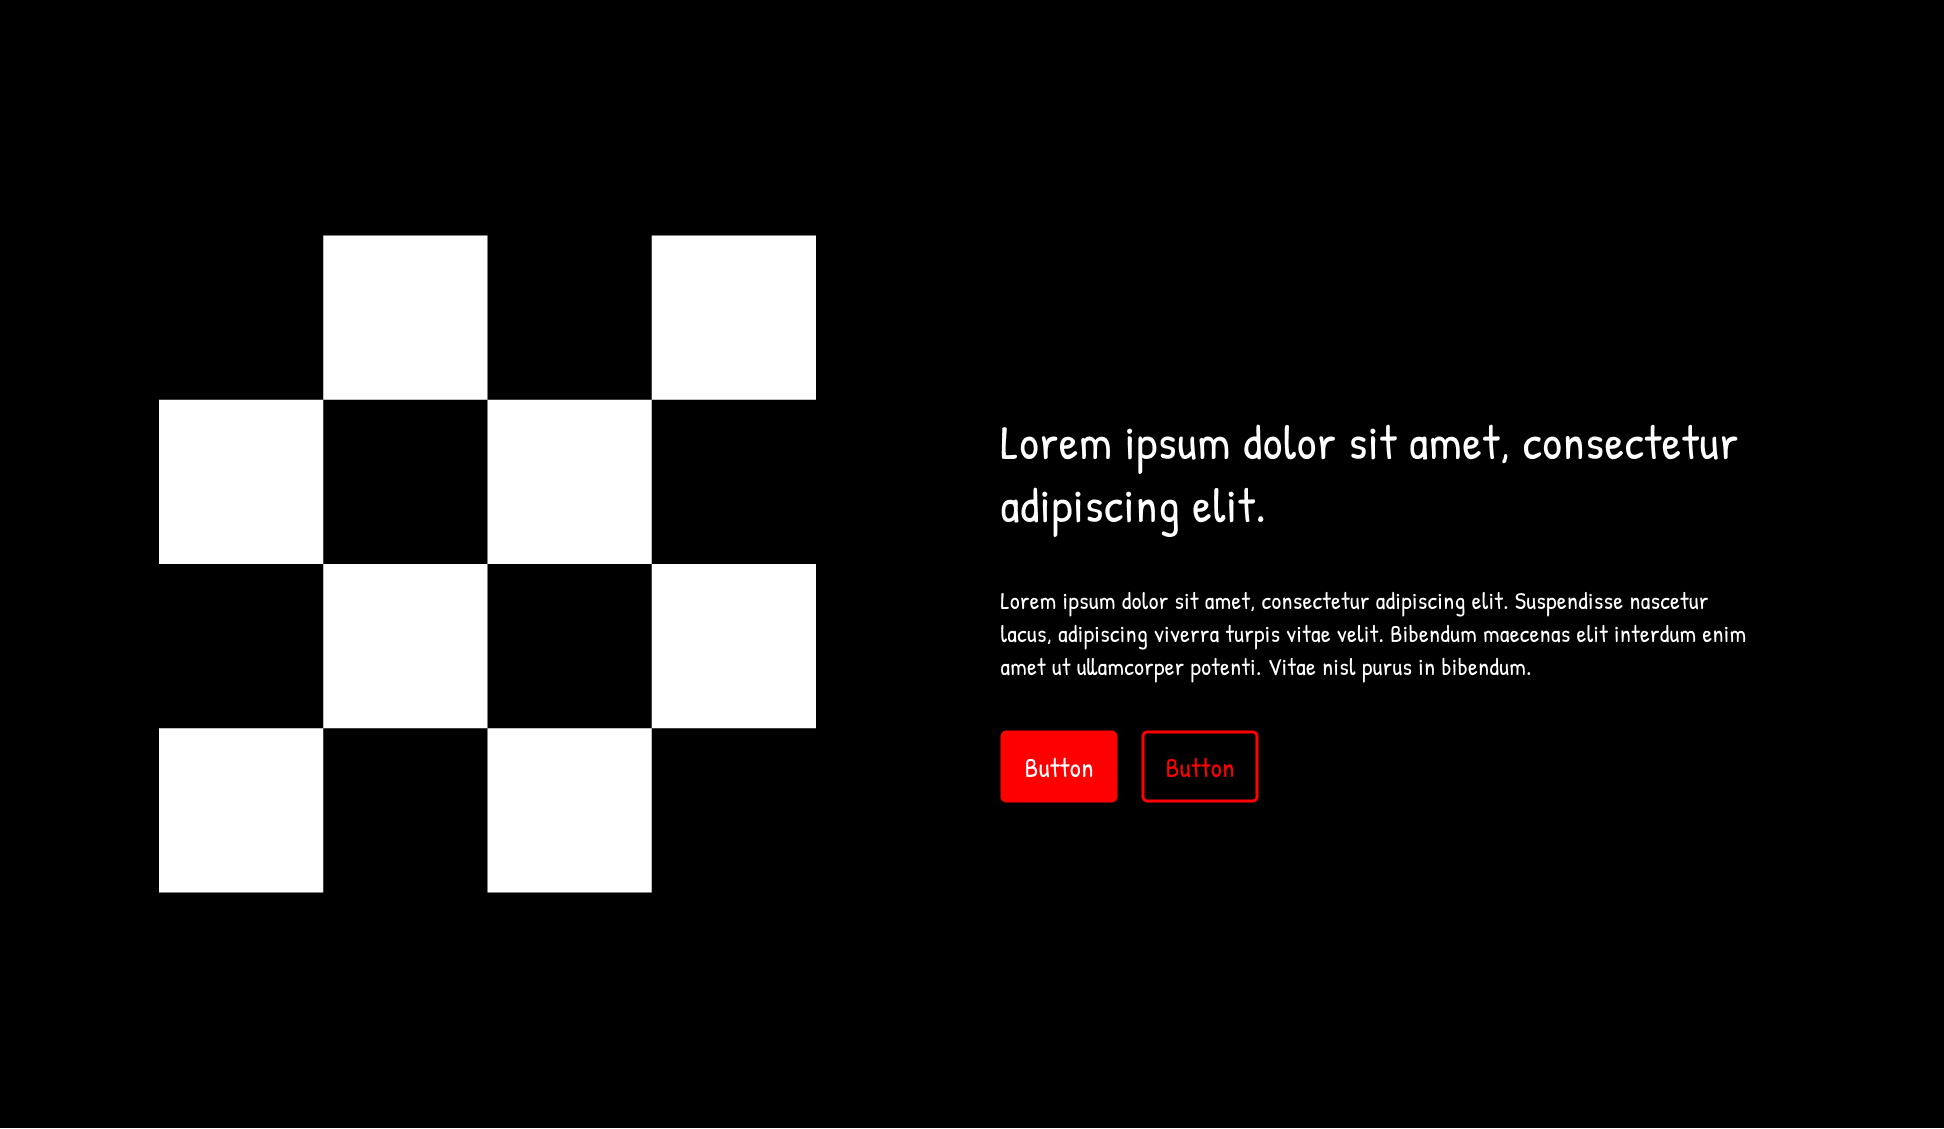 Lorem ipsum dolor sit amet, consectetur
adipiscing elit.
Lorem ipsum dolor sit amet, consectetur adipiscing elit. Suspendisse nascetur
lacus, adipiscing viverra turpis vitae velit. Bibendum maecenas elit interdum enim
amet ut ullamcorper potenti. Vitae nisl purus in bibendum.
Button Button